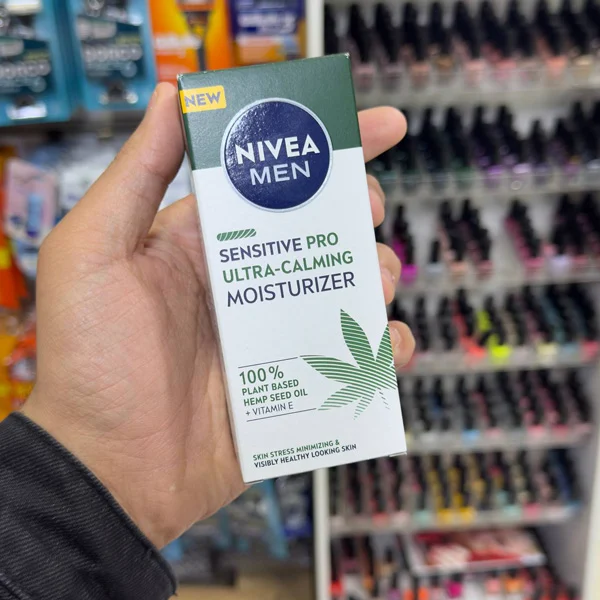 NEW
NIVEA
MEN
SENSITIVE PRO
ULTRA-CALMING
MOISTURIZER
100%
PLANT BASED
HEMP SEED OIL
+ VITAMIN E
SKIN STRESS MINIMIZING &
VISIBLY HEALTHY LOOKING SKIN